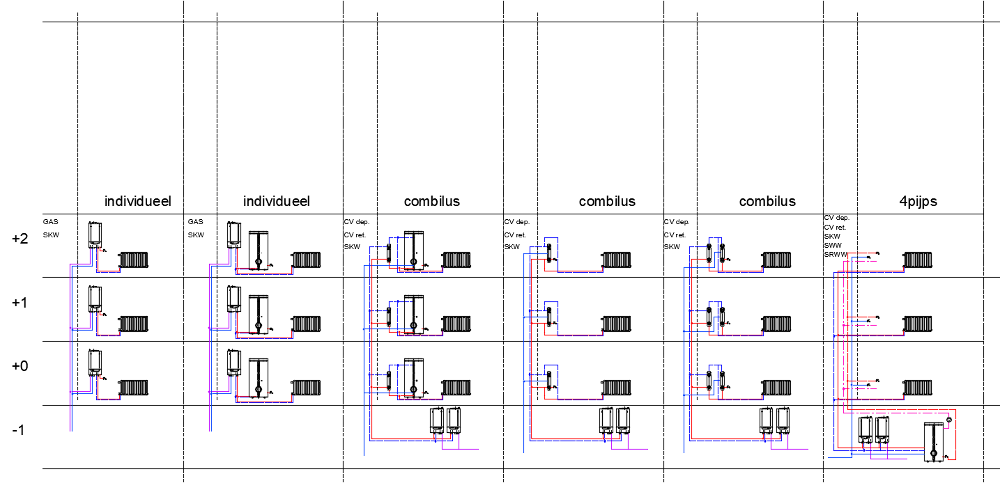 individueel
individueel
combilus
combilus
combilus
4pijps
+2
GAS
SKW
GAS
SKW
CV dep.
CV ret.
SKW
CV dep.
CV ret.
SKW
CV dep.
CV ret.
SKW
CV dep.
CV ret.
SKW
SWW
SRWW
+1
+0
-1